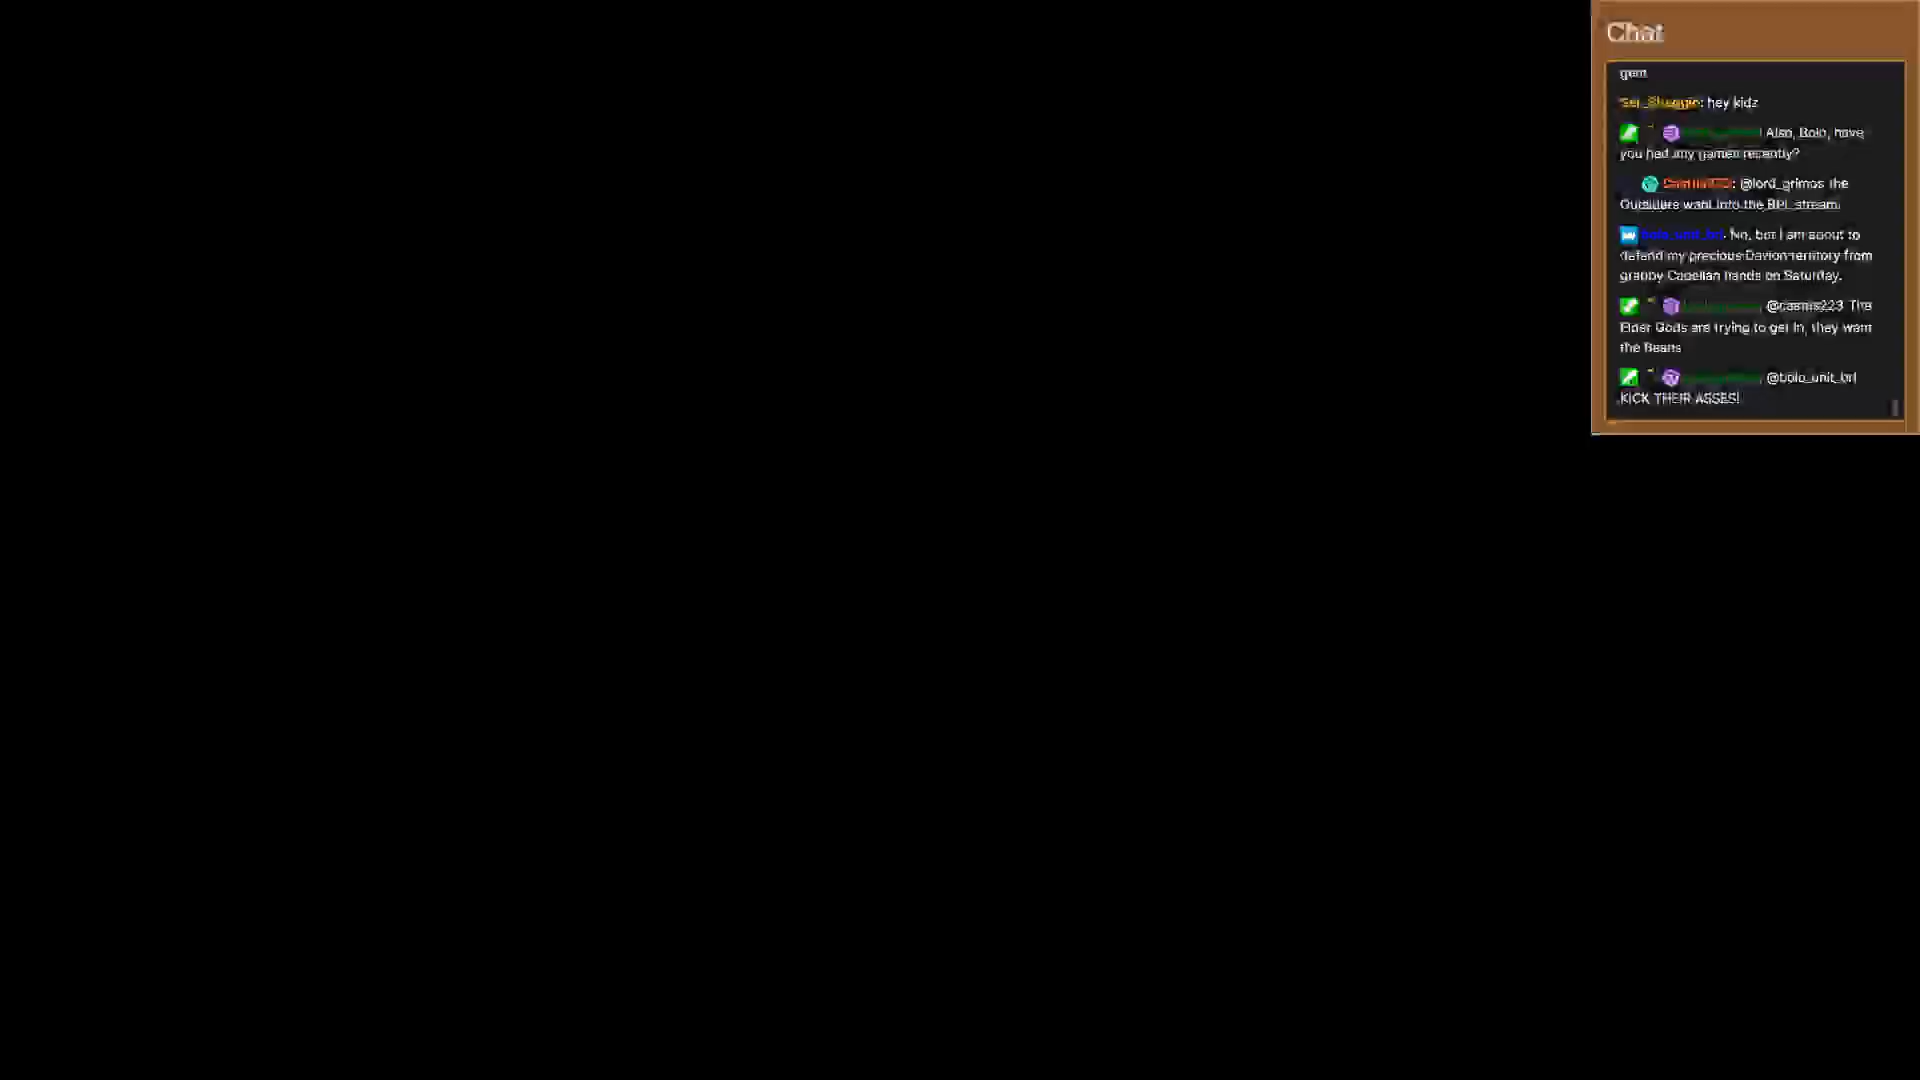 Chat
gem
hey kidz
Also, Bolo, have
you had any games recently?
@lord_grimos the
Outsiders want into the BPL stream.
bolo_unit_brl: No, but I am about to
defend my precious Davion territory from
grabby Capellan hands on Saturday.
The
Elder Gods are trying to get in, they want
the Beans
@bolo_unit_brl
KICK THEIR ASSES!